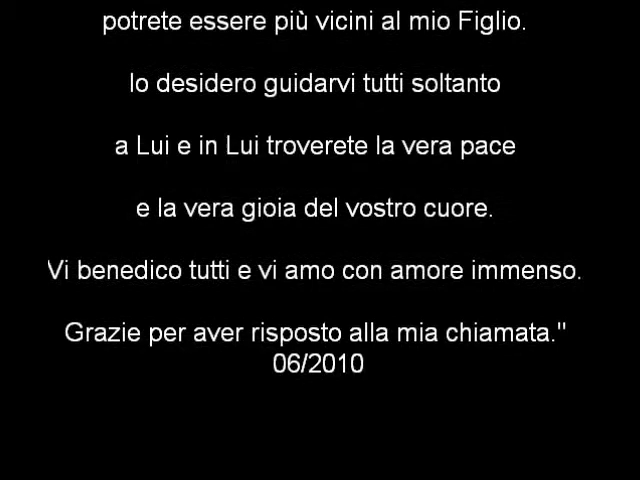 potrete essere più vicini al mio Figlio.
Io desidero guidarvi tutti soltanto
a Lui e in Lui troverete la vera pace
e la vera gioia del vostro cuore.
Vi benedico tutti e vi amo con amore immenso.
Grazie per aver risposto alla mia chiamata."
06/2010